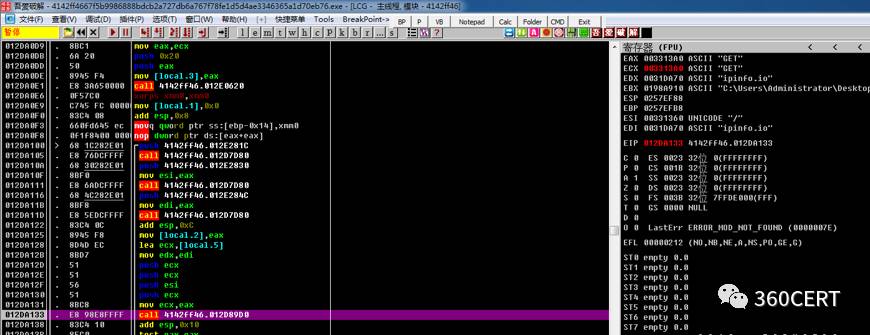 吾爱破解 - 4142ff4667f5b9986888bdcb2a727db6a767f78fe1d5d4ae3346365a1d70eb76.exe - [LCG - 主线程, 模块 - 4142ff46]
文件(F) 查看(V) 调试(D) 插件(P) 选项(T) 窗口(W) 帮助(H) [+] 快捷菜单 Tools BreakPoint-> BP P VB Notepad Calc Folder CMD Exit
暂停 l e m t w h c P k b r ... s 吾 爱 破 解
012DA0D9 . 8BC1 mov eax,ecx
012DA0DB . 6A 20 push 0x20
012DA0DD . 50 push eax
012DA0DE . 8945 F4 mov [local.3],eax
012DA0E1 . E8 3A650000 call 4142ff46.012E0620
012DA0E6 . 0F57C0 xorps xmm0,xmm0
012DA0E9 . C745 FC 0000 mov [local.1],0x0
012DA0F0 . 83C4 08 add esp,0x8
012DA0F3 . 660fd645 ec movq qword ptr ss:[ebp-0x14],xmm0
012DA0F8 . 0f1f8400 0000 nop dword ptr ds:[eax+eax]
012DA100 > 68 1C282E01 push 4142ff46.012E281C
012DA105 . E8 76DCFFFF call 4142ff46.012D7D80
012DA10A . 68 30282E01 push 4142ff46.012E2830
012DA10F . 8BF0 mov esi,eax
012DA111 . E8 6ADCFFFF call 4142ff46.012D7D80
012DA116 . 68 4C282E01 push 4142ff46.012E284C
012DA11B . 8BF8 mov edi,eax
012DA11D . E8 5EDCFFFF call 4142ff46.012D7D80
012DA122 . 83C4 0C add esp,0xC
012DA125 . 8945 F8 mov [local.2],eax
012DA128 . 8D4D EC lea ecx,[local.5]
012DA12B . 8BD7 mov edx,edi
012DA12D . 51 push ecx
012DA12E . 51 push ecx
012DA12F . 56 push esi
012DA130 . 51 push ecx
012DA131 . 8BC8 mov ecx,eax
012DA133 . E8 98E8FFFF call 4142ff46.012D89D0
012DA138 . 83C4 10 add esp,0x10
寄存器 (FPU) < < <
EAX 003313A0 ASCII "GET"
ECX 003313A0 ASCII "GET"
EDX 0031DA70 ASCII "ipinfo.io"
EBX 0198A910 ASCII "C:\Users\Administrator\Desktop
ESP 0257EF88
EBP 0257EFB8
ESI 00331360 UNICODE "/"
EDI 0031DA70 ASCII "ipinfo.io"
EIP 012DA133 4142ff46.012DA133
C 0 ES 0023 32位 0(FFFFFFFF)
P 0 CS 001B 32位 0(FFFFFFFF)
A 1 SS 0023 32位 0(FFFFFFFF)
Z 0 DS 0023 32位 0(FFFFFFFF)
S 0 FS 003B 32位 7FFDE000(FFF)
T 0 GS 0000 NULL
D 0
O 0 LastErr ERROR_MOD_NOT_FOUND (0000007E)
EFL 00000212 (NO,NB,NE,A,NS,PO,GE,G)
ST0 empty 0.0
ST1 empty 0.0
ST2 empty 0.0
ST3 empty 0.0
ST4 empty 0.0
ST5 empty 0.0
ST6 empty 0.0
ST7 empty 0.0
360CERT